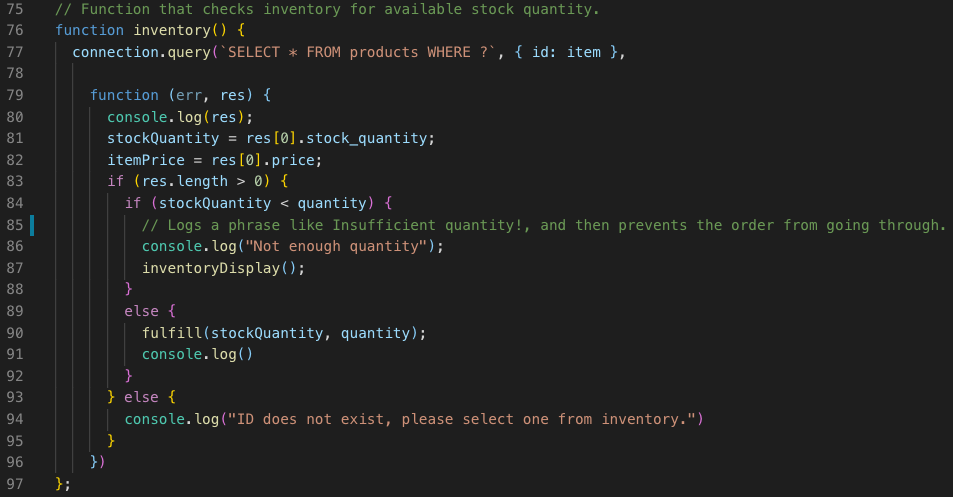 75 // Function that checks inventory for available stock quantity.
76 function inventory() {
77 connection.query(`SELECT * FROM products WHERE ?`, { id: item },
78
79 function (err, res) {
80 console.log(res);
81 stockQuantity = res[0].stock_quantity;
82 itemPrice = res[0].price;
83 if (res.length > 0) {
84 if (stockQuantity < quantity) {
85 // Logs a phrase like Insufficient quantity!, and then prevents the order from going through.
86 console.log("Not enough quantity");
87 inventoryDisplay();
88 }
89 else {
90 fulfill(stockQuantity, quantity);
91 console.log()
92 }
93 } else {
94 console.log("ID does not exist, please select one from inventory.")
95 }
96 })
97 };